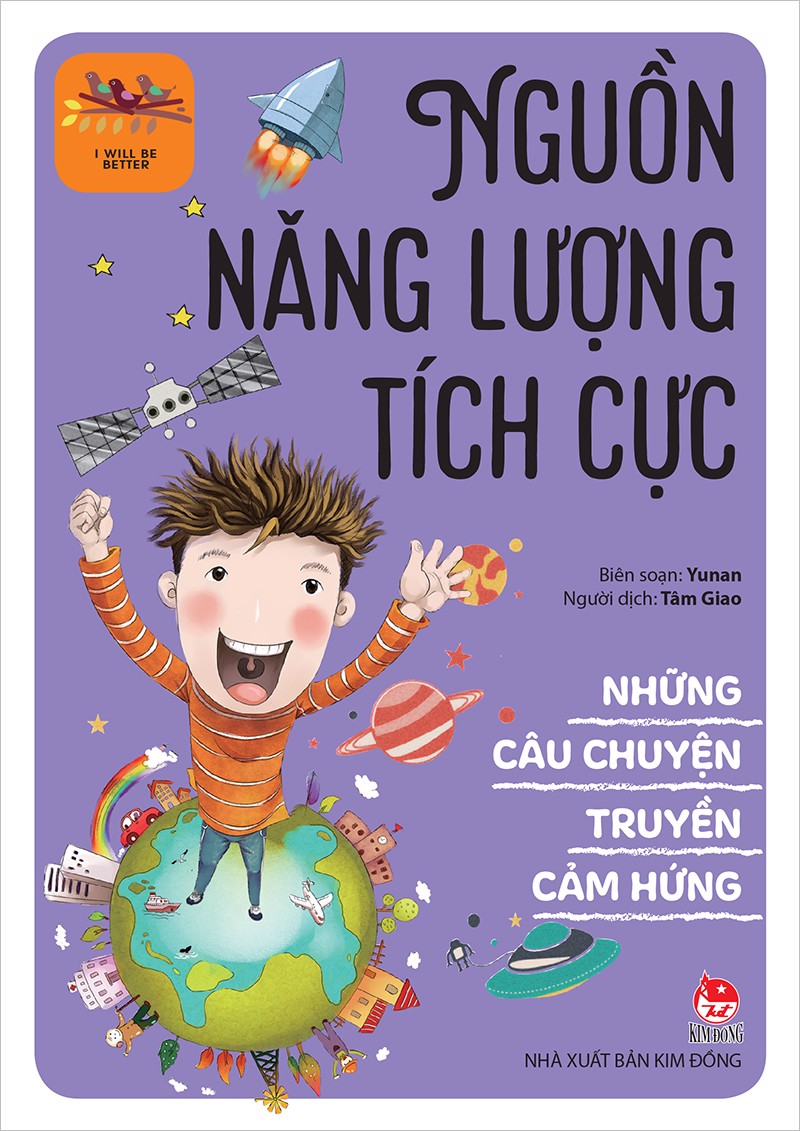 I WILL BE
BETTER
NGUỒN
NĂNG LƯỢNG
TÍCH CỰC
Biên soạn: Yunan
Người dịch: Tâm Giao
NHỮNG
CÂU CHUYỆN
TRUYỀN
CẢM HỨNG
KIM ĐỒNG
NHÀ XUẤT BẢN KIM ĐỒNG